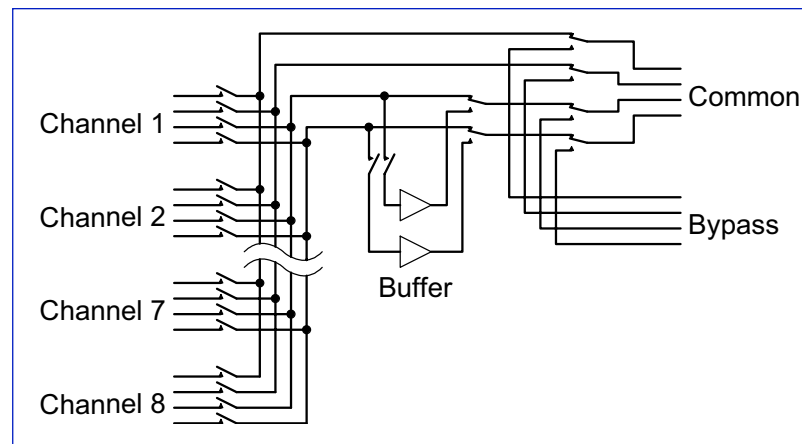 Channel 1
Channel 2
Channel 7
Channel 8
Buffer
Common
Bypass